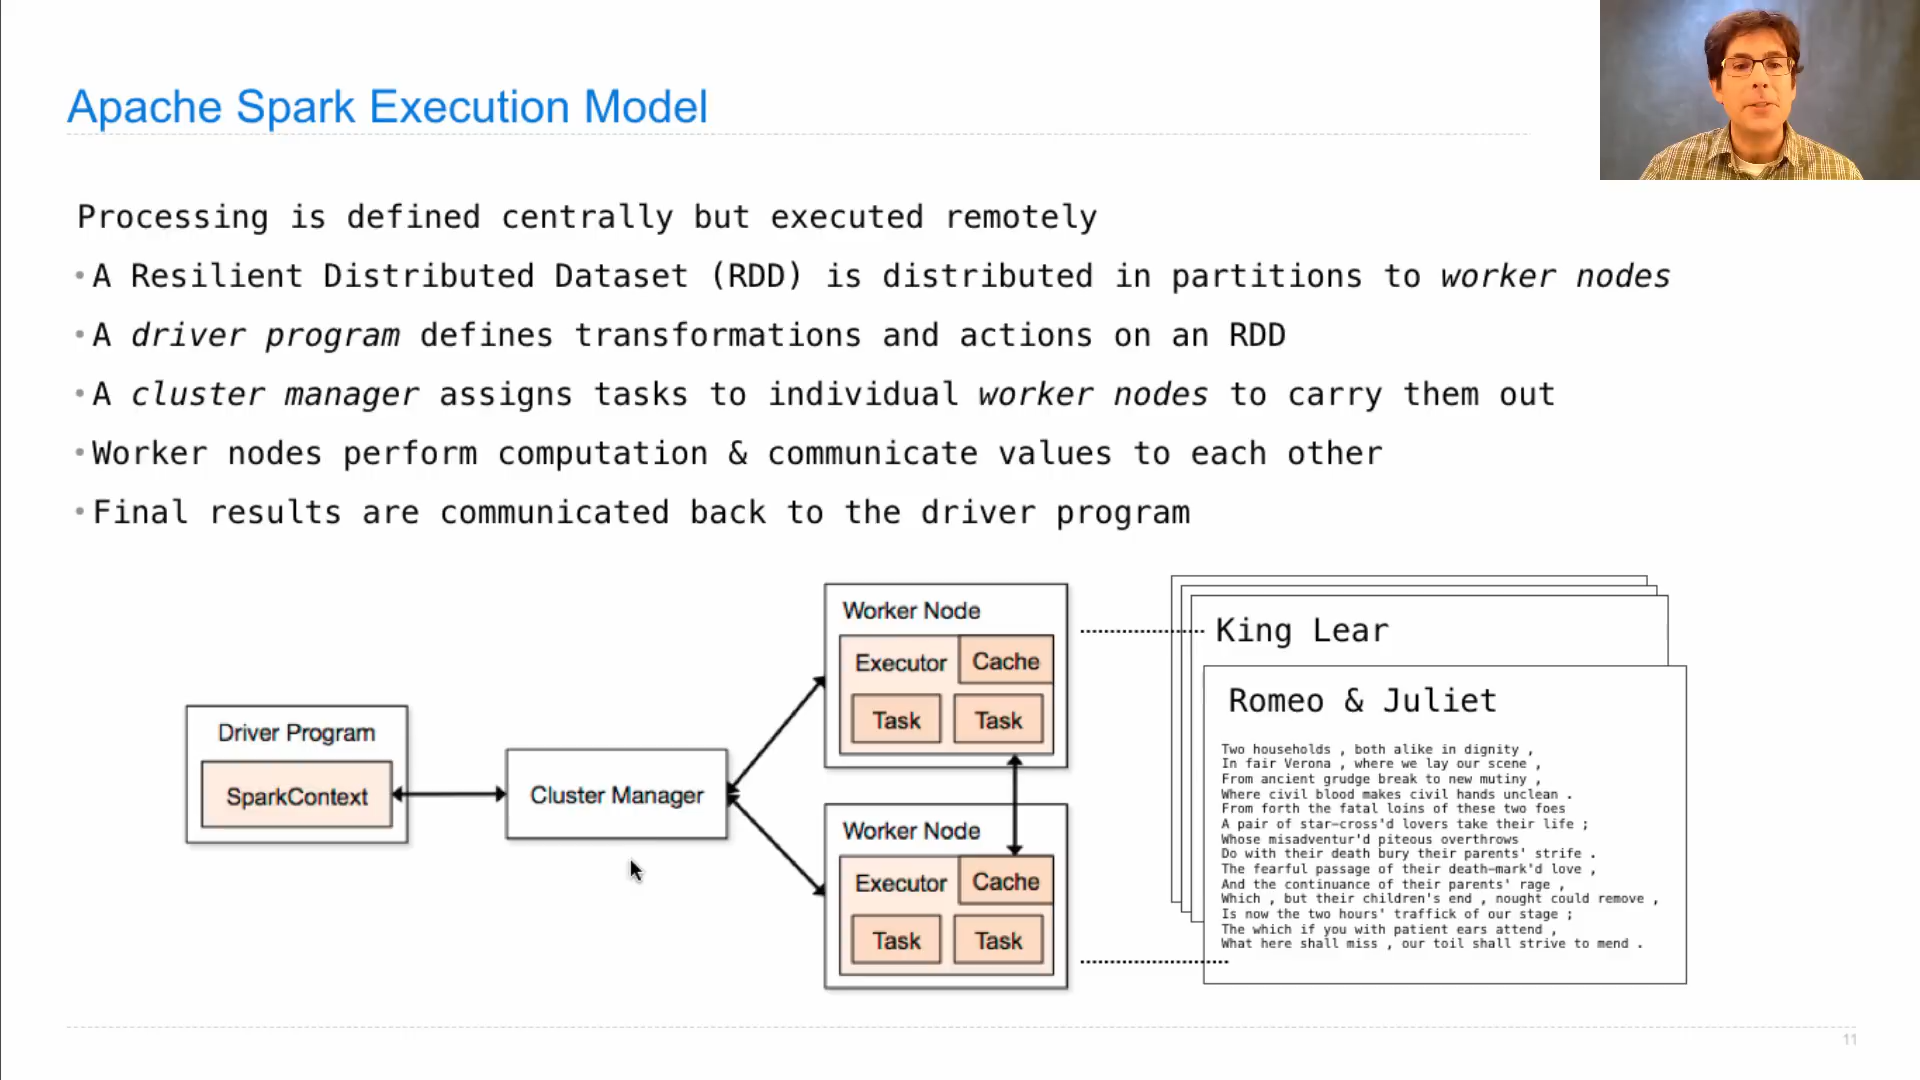 Apache Spark Execution Model
Processing is defined centrally but executed remotely
•A Resilient Distributed Dataset (RDD) is distributed in partitions to worker nodes
•A driver program defines transformations and actions on an RDD
•A cluster manager assigns tasks to individual worker nodes to carry them out
•Worker nodes perform computation & communicate values to each other
•Final results are communicated back to the driver program
Driver Program
SparkContext
Cluster Manager
Worker Node
Executor
Cache
Task
Task
Worker Node
Executor
Cache
Task
Task
King Lear
Romeo & Juliet
Two households , both alike in dignity ,
In fair Verona , where we lay our scene ,
From ancient grudge break to new mutiny ,
Where civil blood makes civil hands unclean .
From forth the fatal loins of these two foes
A pair of star-cross'd lovers take their life ;
Whose misadventur'd piteous overthrows
Do with their death bury their parents' strife .
The fearful passage of their death-mark'd love ,
And the continuance of their parents' rage ,
Which , but their children's end , nought could remove ,
Is now the two hours' traffick of our stage ;
The which if you with patient ears attend ,
What here shall miss , our toil shall strive to mend .
11